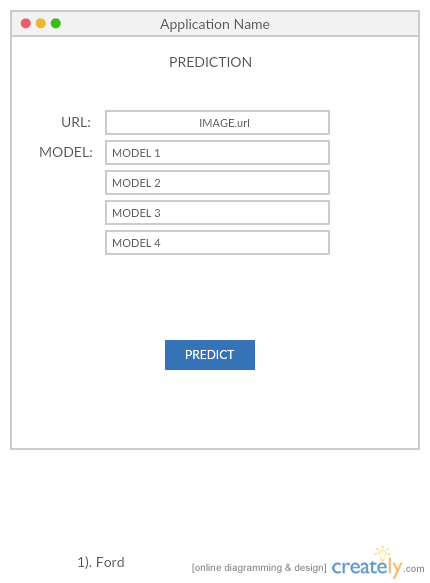 Application Name
PREDICTION
URL: IMAGE.url
MODEL: MODEL 1
MODEL 2
MODEL 3
MODEL 4
PREDICT
1). Ford
[online diagramming & design] creately.com